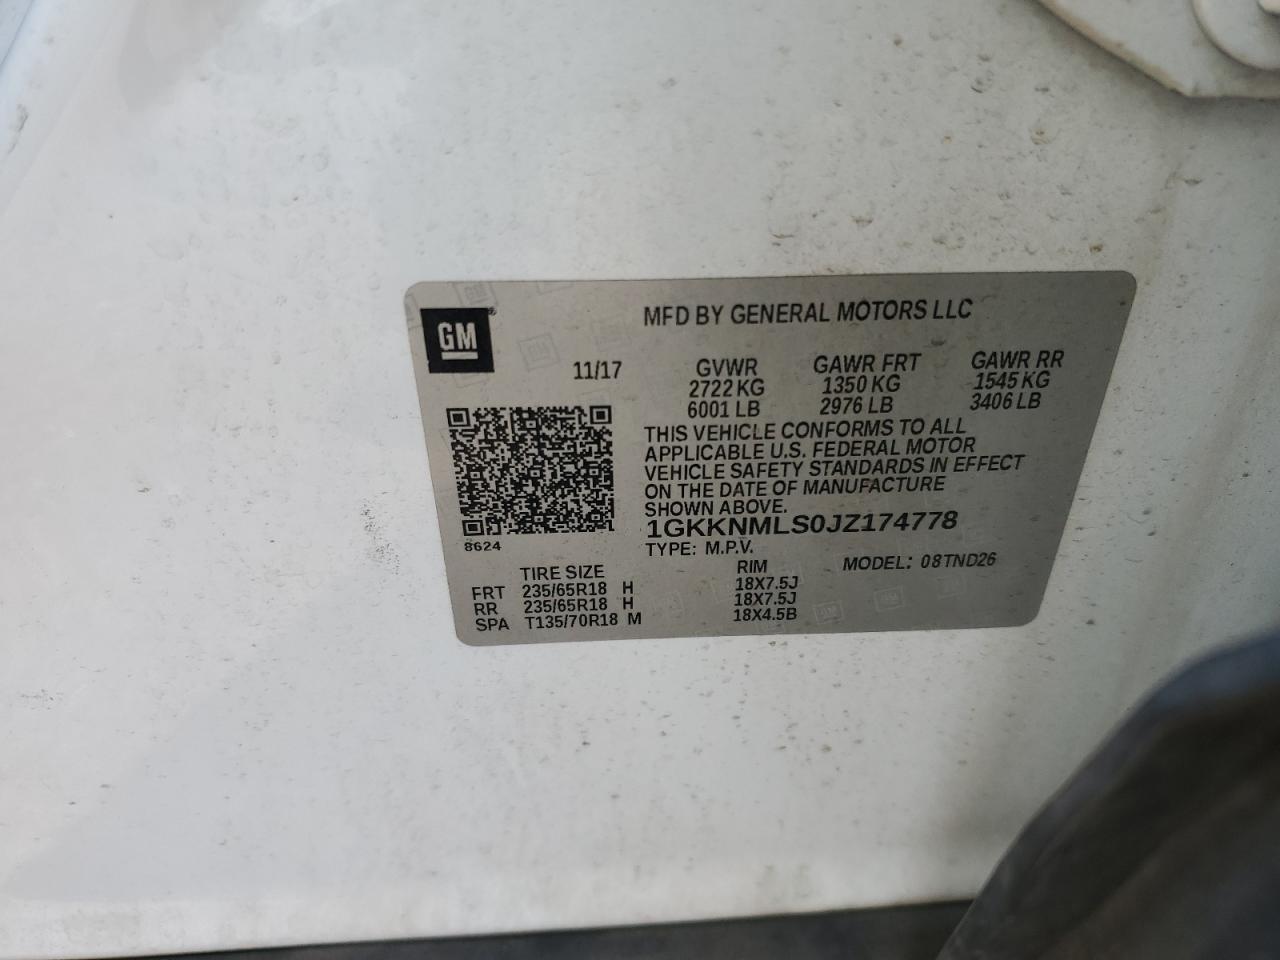 GM
MFD BY GENERAL MOTORS LLC
11/17
GVWR GAWR FRT GAWR RR
2722 KG 1350 KG 1545 KG
6001 LB 2976 LB 3406 LB
THIS VEHICLE CONFORMS TO ALL
APPLICABLE U.S. FEDERAL MOTOR
VEHICLE SAFETY STANDARDS IN EFFECT
ON THE DATE OF MANUFACTURE
SHOWN ABOVE.
1GKKNMLS0JZ174778
8624
TYPE: M.P.V.
MODEL: 08TND26
TIRE SIZE RIM
FRT 235/65R18 H 18X7.5J
RR 235/65R18 H 18X7.5J
SPA T135/70R18 M 18X4.5B